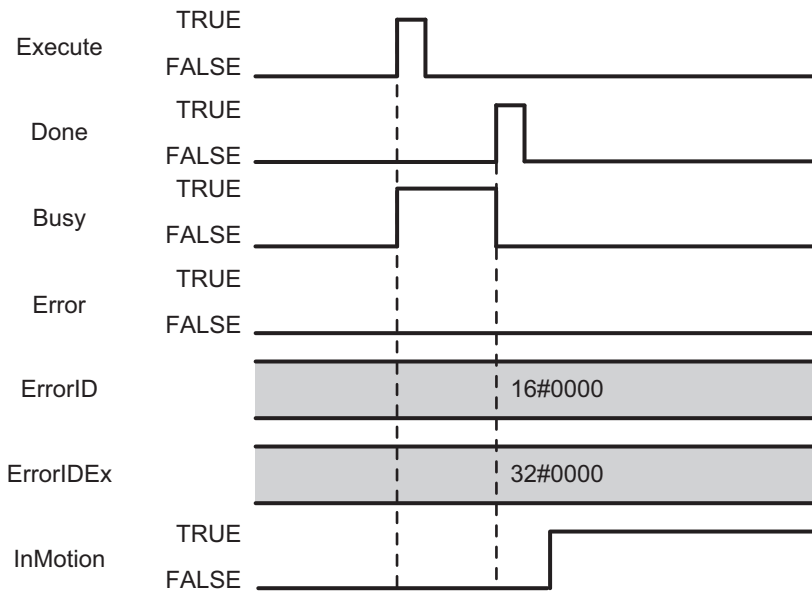 Execute
TRUE
FALSE
Done
TRUE
FALSE
Busy
TRUE
FALSE
Error
TRUE
FALSE
ErrorID
16#0000
ErrorIDEx
32#0000
InMotion
TRUE
FALSE